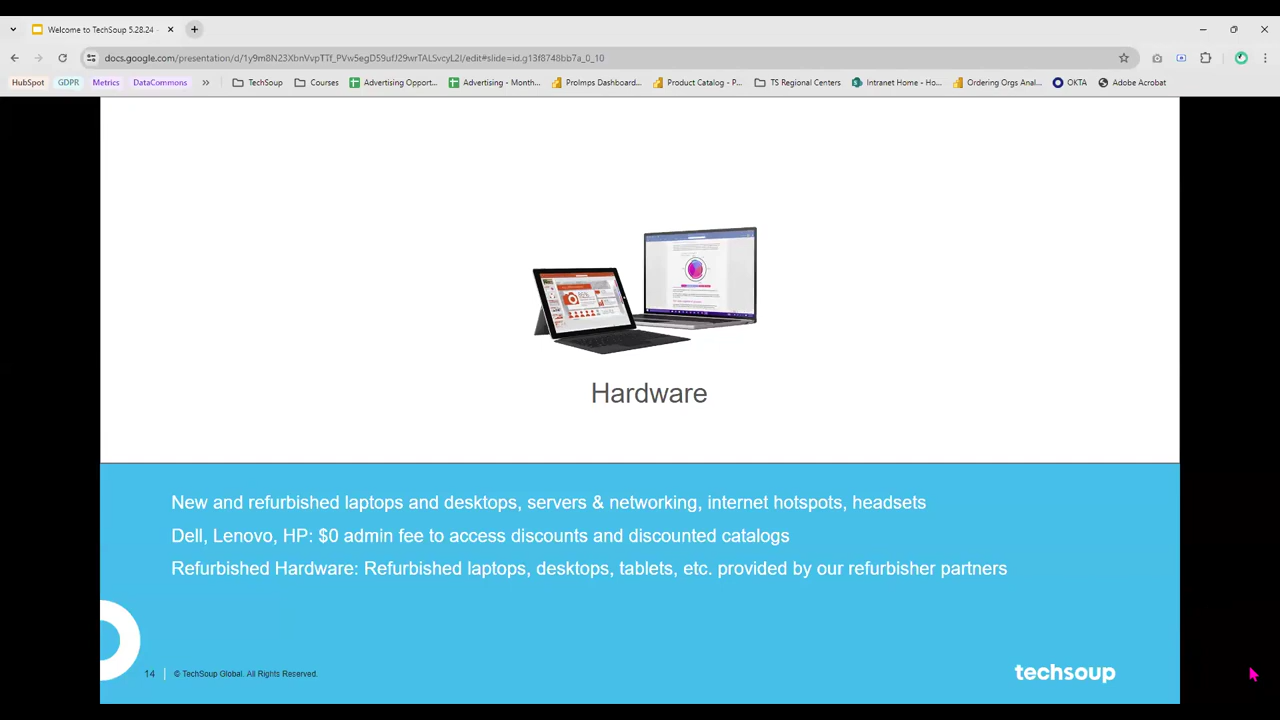 Welcome to TechSoup 5.28.24 -
docs.google.com/presentation/d/1y9m8N23XbnVvpTTf_PVw5egD59ufJ29wrTALSvcyL2I/edit#slide=id.g13f8748bb7a_0_10
HubSpot GDPR Metrics DataCommons » TechSoup Courses Advertising Opport... Advertising - Month... ProImps Dashboard... Product Catalog - P... TS Regional Centers Intranet Home - Ho... Ordering Orgs Anal... OKTA Adobe Acrobat
Hardware
New and refurbished laptops and desktops, servers & networking, internet hotspots, headsets
Dell, Lenovo, HP: $0 admin fee to access discounts and discounted catalogs
Refurbished Hardware: Refurbished laptops, desktops, tablets, etc. provided by our refurbisher partners
14 | © TechSoup Global. All Rights Reserved.
techsoup